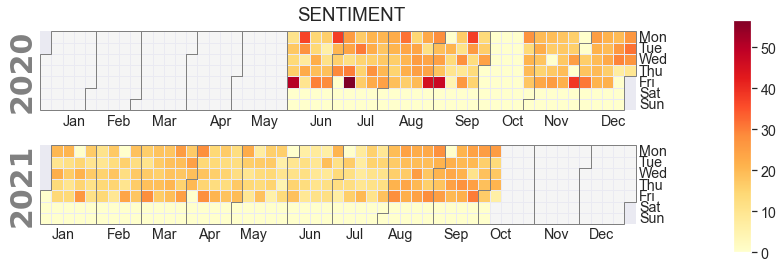 SENTIMENT
2020
Mon
Tue
Wed
Thu
Fri
Sat
Sun
Jan Feb Mar Apr May Jun Jul Aug Sep Oct Nov Dec
2021
Mon
Tue
Wed
Thu
Fri
Sat
Sun
Jan Feb Mar Apr May Jun Jul Aug Sep Oct Nov Dec
50
40
30
20
10
0